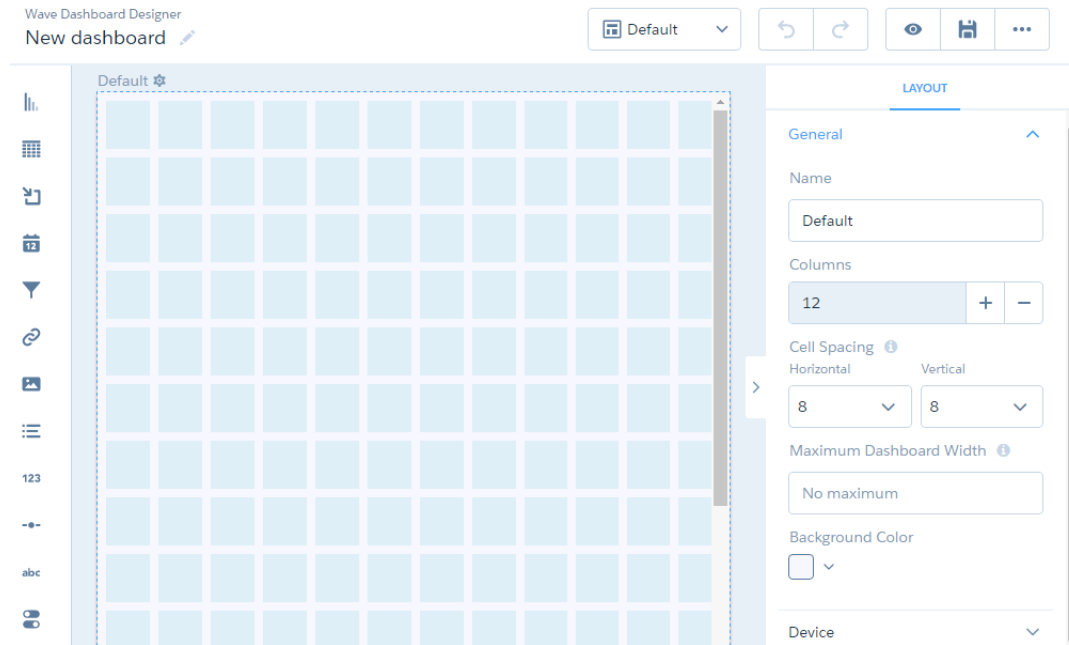 Wave Dashboard Designer
New dashboard
Default
Default
LAYOUT
General
Name
Default
Columns
12
Cell Spacing
Horizontal
Vertical
8
8
Maximum Dashboard Width
No maximum
Background Color
Device
12
123
abc